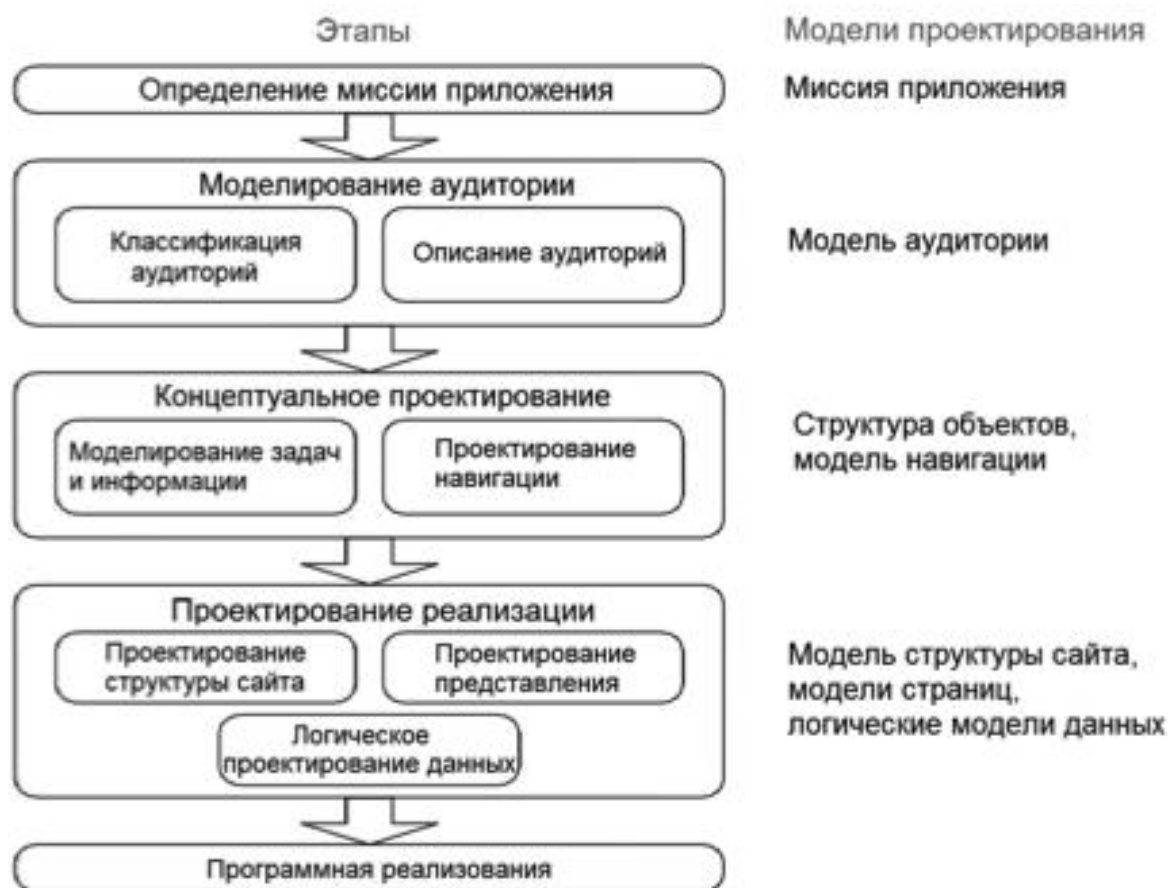 Этапы
Модели проектирования
Определение миссии приложения
Миссия приложения
Моделирование аудитории
Классификация
аудиторий
Описание аудиторий
Модель аудитории
Концептуальное проектирование
Моделирование задач
и информации
Проектирование
навигации
Структура объектов,
модель навигации
Проектирование реализации
Проектирование
структуры сайта
Проектирование
представления
Логическое
проектирование данных
Модель структуры сайта,
модели страниц,
логические модели данных
Программная реализования